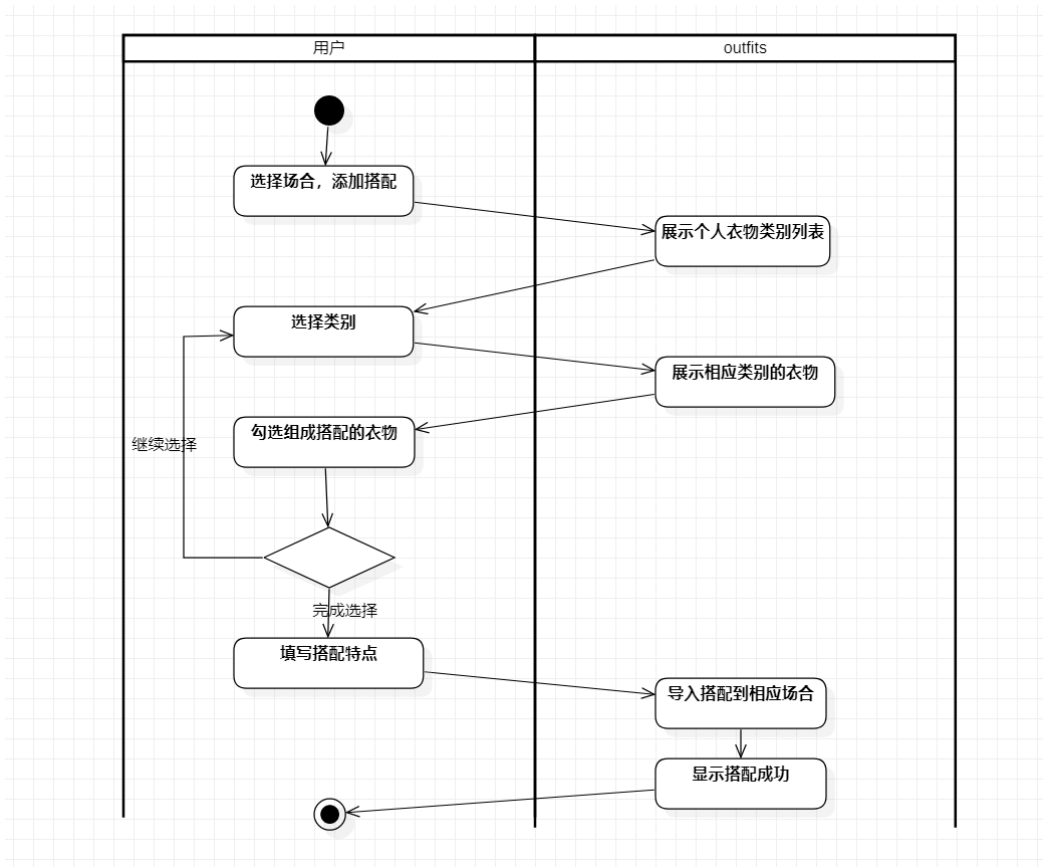 用户
outfits
选择场合，添加搭配
展示个人衣物类别列表
选择类别
展示相应类别的衣物
勾选组成搭配的衣物
继续选择
完成选择
填写搭配特点
导入搭配到相应场合
显示搭配成功